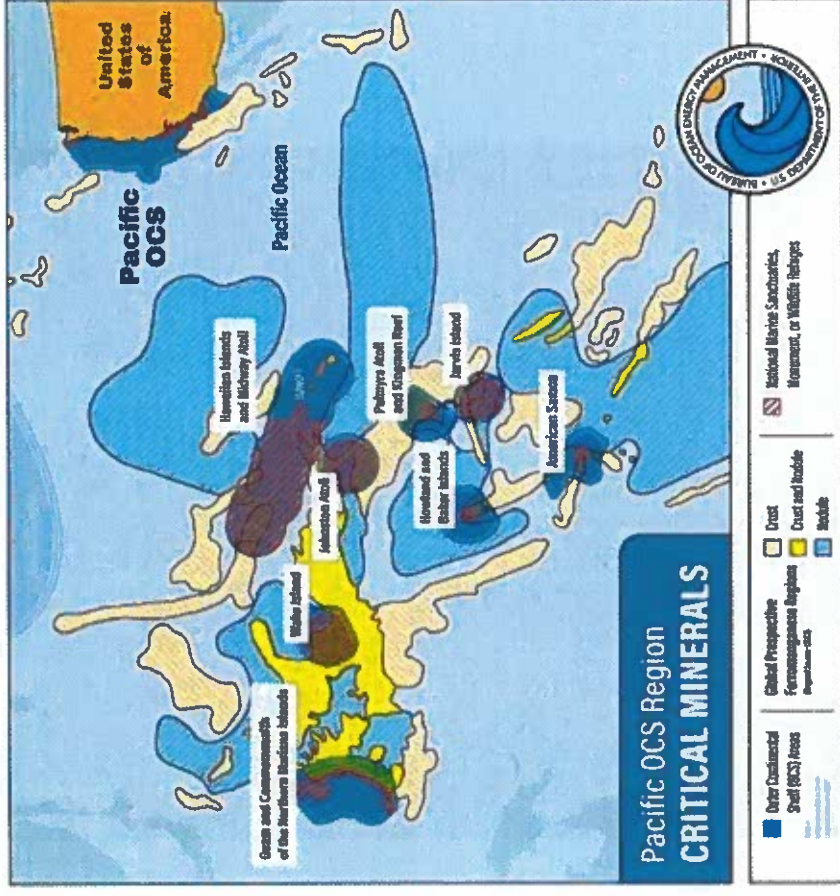 United
States
of
America
Pacific
OCS
Pacific Ocean
Hawaiian Islands
and Midway Atoll
Johnston Atoll
Palmyra Atoll
and Kingman Reef
Jarvis Island
Howland and
Baker Islands
American Samoa
Wake Island
Guam and Commonwealth
of the Northern Mariana Islands
Pacific OCS Region
CRITICAL MINERALS
Outer Continental
Shelf (OCS) Areas
Global Prospective
Ferromanganese Regions
Crust
Crust and Nodule
Nodule
National Marine Sanctuaries,
Monument, or Wildlife Refuges
BUREAU OF OCEAN ENERGY MANAGEMENT
US DEPARTMENT OF THE INTERIOR